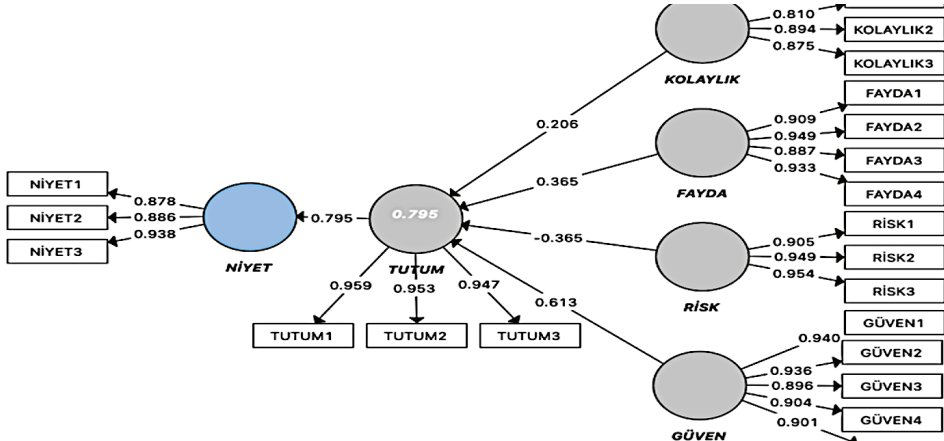 0.810
0.894
KOLAYLIK2
0.875
KOLAYLIK3
KOLAYLIK
FAYDA1
0.206
0.909
0.949
FAYDA2
0.887
FAYDA3
0.933
0.365
FAYDA
FAYDA4
NİYET1
0.878
NİYET2
0.886
0.938
NİYET3
NİYET
0.795
0.795
TUTUM
-0.365
RİSK1
0.905
0.949
RİSK2
0.954
RİSK3
RİSK
0.959
0.953
0.947
0.613
TUTUM1
TUTUM2
TUTUM3
GÜVEN1
0.940
GÜVEN2
0.936
0.896
GÜVEN3
0.904
GÜVEN4
0.901
GÜVEN